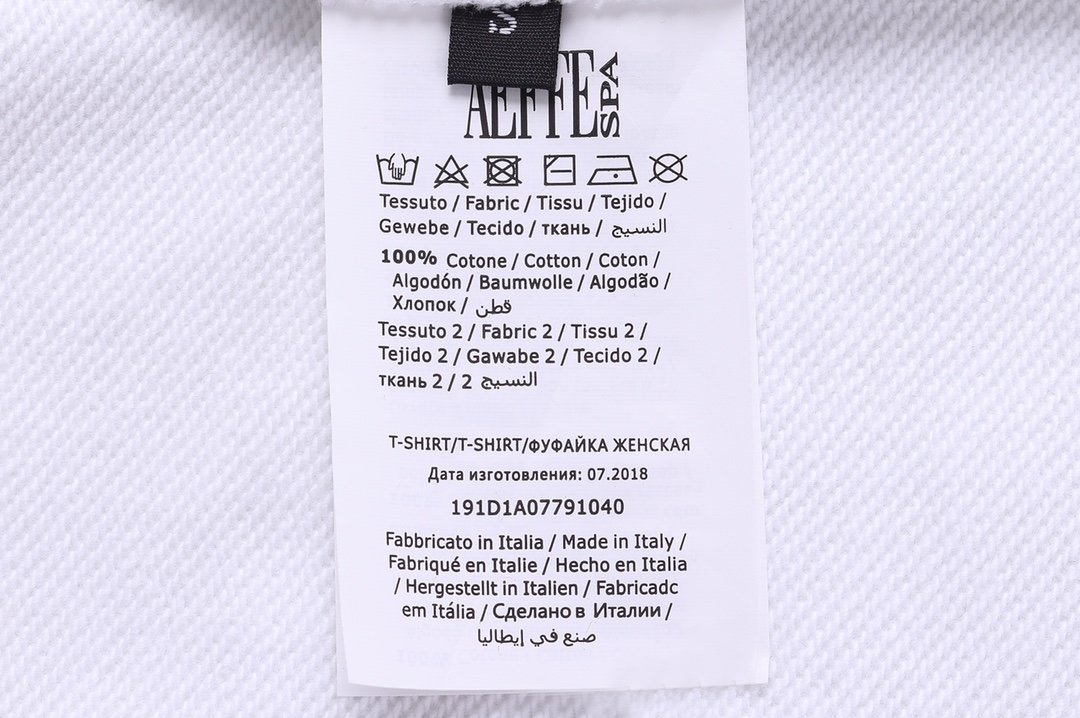 AEFFE SPA
Tessuto / Fabric / Tissu / Tejido /
Gewebe / Tecido / ткань / النسيج
100% Cotone / Cotton / Coton /
Algodón / Baumwolle / Algodão /
Хлопок / قطن
Tessuto 2 / Fabric 2 / Tissu 2 /
Tejido 2 / Gawabe 2 / Tecido 2 /
ткань 2 / 2 النسيج
T-SHIRT/T-SHIRT/ФУФАЙКА ЖЕНСКАЯ
Дата изготовления: 07.2018
191D1A07791040
Fabbricato in Italia / Made in Italy /
Fabriqué en Italie / Hecho en Italia
/ Hergestellt in Italien / Fabricadc
em Itália / Сделано в Италии /
صنع في إيطاليا